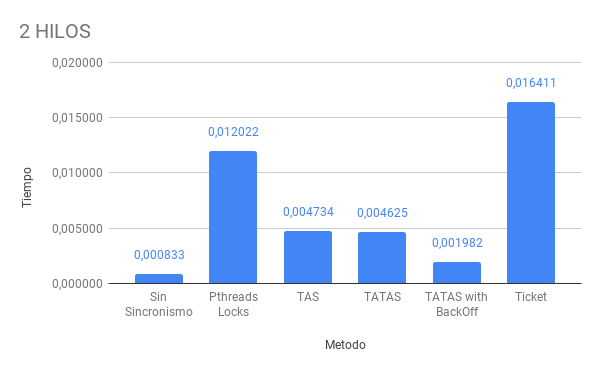 2 HILOS
0,020000
0,015000
0,010000
0,005000
0,000000
Tiempo
0,000833
0,012022
0,004734
0,004625
0,001982
0,016411
Sin
Sincronismo
Pthreads
Locks
TAS
TATAS
TATAS with
BackOff
Ticket
Metodo